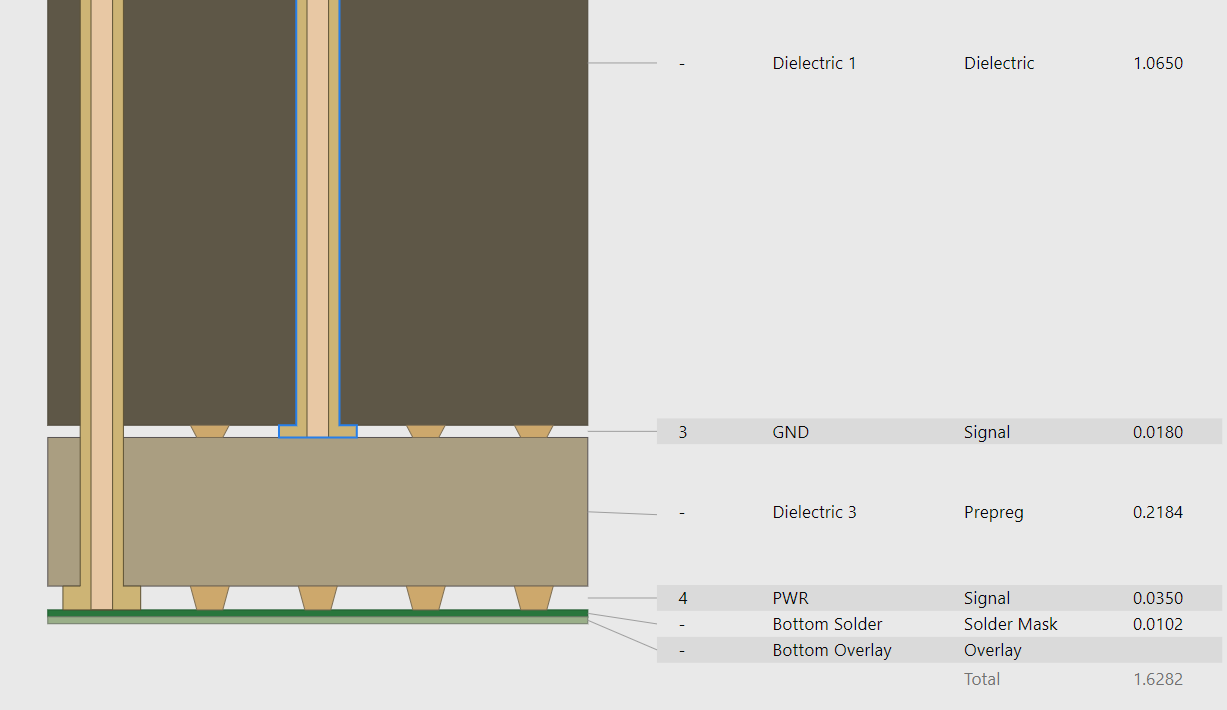 - Dielectric 1 Dielectric 1.0650
3 GND Signal 0.0180
- Dielectric 3 Prepreg 0.2184
4 PWR Signal 0.0350
- Bottom Solder Solder Mask 0.0102
- Bottom Overlay Overlay
Total 1.6282